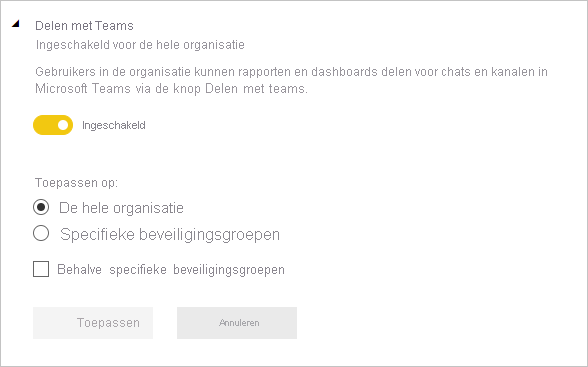 Delen met Teams
Ingeschakeld voor de hele organisatie
Gebruikers in de organisatie kunnen rapporten en dashboards delen voor chats en kanalen in
Microsoft Teams via de knop Delen met teams.
Ingeschakeld
Toepassen op:
De hele organisatie
Specifieke beveiligingsgroepen
Behalve specifieke beveiligingsgroepen
Toepassen
Annuleren